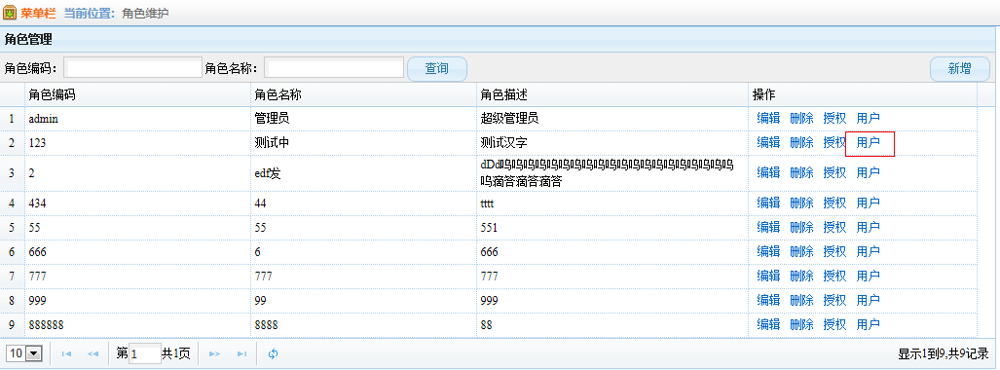 菜单栏 当前位置: 角色维护
角色管理
角色编码: 角色名称: 查询 新增
角色编码 角色名称 角色描述 操作
1 admin 管理员 超级管理员 编辑 删除 授权 用户
2 123 测试中 测试汉字 编辑 删除 授权 用户
3 2 edf发 dDd呜呜呜呜呜呜呜呜呜呜呜呜呜呜呜呜呜呜呜呜
呜滴答滴答滴答 编辑 删除 授权 用户
4 434 44 tttt 编辑 删除 授权 用户
5 55 55 551 编辑 删除 授权 用户
6 666 6 666 编辑 删除 授权 用户
7 777 777 777 编辑 删除 授权 用户
8 999 99 999 编辑 删除 授权 用户
9 888888 8888 88 编辑 删除 授权 用户
10 第 1 共1页 显示1到9,共9记录